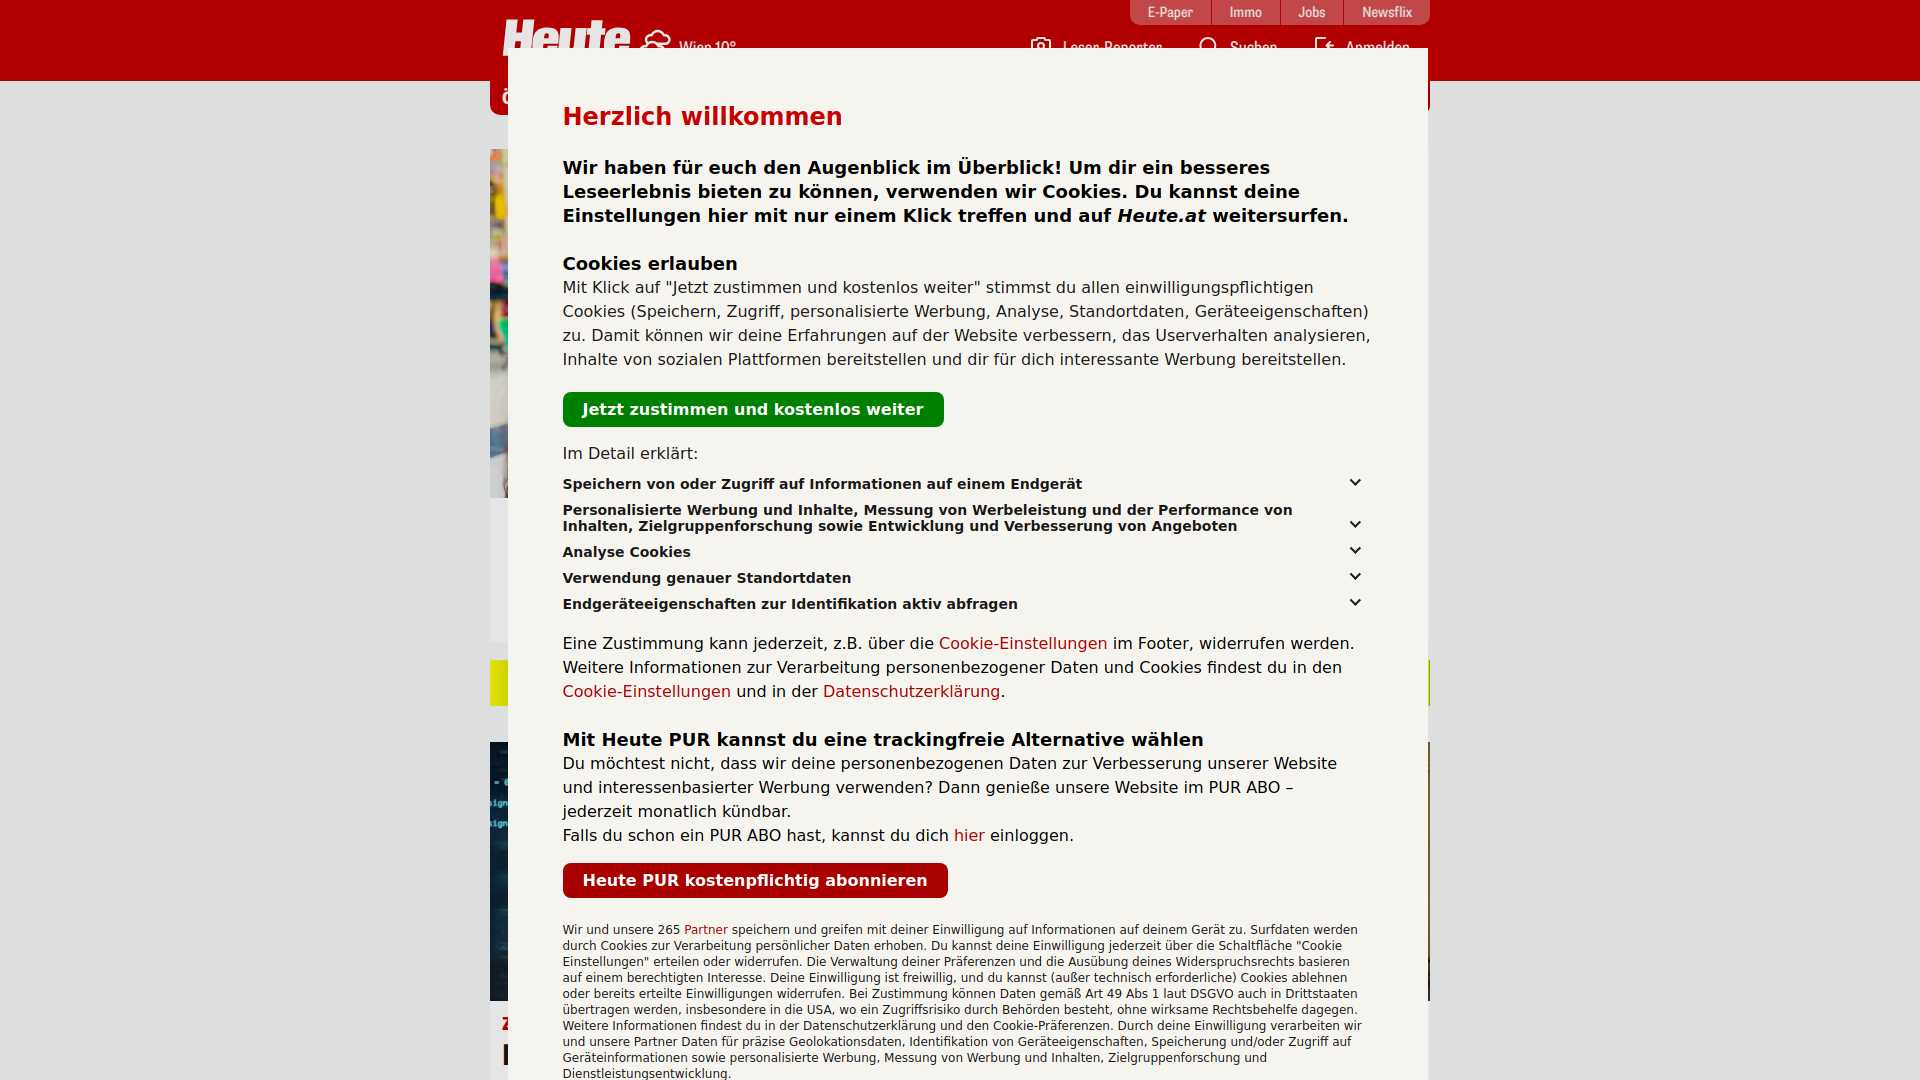 E-Paper
Immo
Jobs
Newsflix
Heute
Wien 10°
Leser-Reporter
Suchen
Anmelden
Herzlich willkommen
Wir haben für euch den Augenblick im Überblick! Um dir ein besseres
Leseerlebnis bieten zu können, verwenden wir Cookies. Du kannst deine
Einstellungen hier mit nur einem Klick treffen und auf Heute.at weitersurfen.
Cookies erlauben
Mit Klick auf "Jetzt zustimmen und kostenlos weiter" stimmst du allen einwilligungspflichtigen
Cookies (Speichern, Zugriff, personalisierte Werbung, Analyse, Standortdaten, Geräteeigenschaften)
zu. Damit können wir deine Erfahrungen auf der Website verbessern, das Userverhalten analysieren,
Inhalte von sozialen Plattformen bereitstellen und dir für dich interessante Werbung bereitstellen.
Jetzt zustimmen und kostenlos weiter
Im Detail erklärt:
Speichern von oder Zugriff auf Informationen auf einem Endgerät
Personalisierte Werbung und Inhalte, Messung von Werbeleistung und der Performance von
Inhalten, Zielgruppenforschung sowie Entwicklung und Verbesserung von Angeboten
Analyse Cookies
Verwendung genauer Standortdaten
Endgeräteeigenschaften zur Identifikation aktiv abfragen
Eine Zustimmung kann jederzeit, z.B. über die Cookie-Einstellungen im Footer, widerrufen werden.
Weitere Informationen zur Verarbeitung personenbezogener Daten und Cookies findest du in den
Cookie-Einstellungen und in der Datenschutzerklärung.
Mit Heute PUR kannst du eine trackingfreie Alternative wählen
Du möchtest nicht, dass wir deine personenbezogenen Daten zur Verbesserung unserer Website
und interessenbasierter Werbung verwenden? Dann genieße unsere Website im PUR ABO –
jederzeit monatlich kündbar.
Falls du schon ein PUR ABO hast, kannst du dich hier einloggen.
Heute PUR kostenpflichtig abonnieren
Wir und unsere 265 Partner speichern und greifen mit deiner Einwilligung auf Informationen auf deinem Gerät zu. Surfdaten werden
durch Cookies zur Verarbeitung persönlicher Daten erhoben. Du kannst deine Einwilligung jederzeit über die Schaltfläche "Cookie
Einstellungen" erteilen oder widerrufen. Die Verwaltung deiner Präferenzen und die Ausübung deines Widerspruchsrechts basieren
auf einem berechtigten Interesse. Deine Einwilligung ist freiwillig, und du kannst (außer technisch erforderliche) Cookies ablehnen
oder bereits erteilte Einwilligungen widerrufen. Bei Zustimmung können Daten gemäß Art 49 Abs 1 laut DSGVO auch in Drittstaaten
übertragen werden, insbesondere in die USA, wo ein Zugriffsrisiko durch Behörden besteht, ohne wirksame Rechtsbehelfe dagegen.
Weitere Informationen findest du in der Datenschutzerklärung und den Cookie-Präferenzen. Durch deine Einwilligung verarbeiten wir
und unsere Partner Daten für präzise Geolokationsdaten, Identifikation von Geräteeigenschaften, Speicherung und/oder Zugriff auf
Geräteinformationen sowie personalisierte Werbung, Messung von Werbung und Inhalten, Zielgruppenforschung und
Dienstleistungsentwicklung.